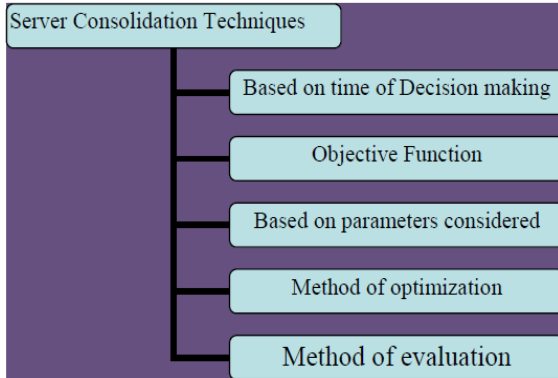 Server Consolidation Techniques
Based on time of Decision making
Objective Function
Based on parameters considered
Method of optimization
Method of evaluation